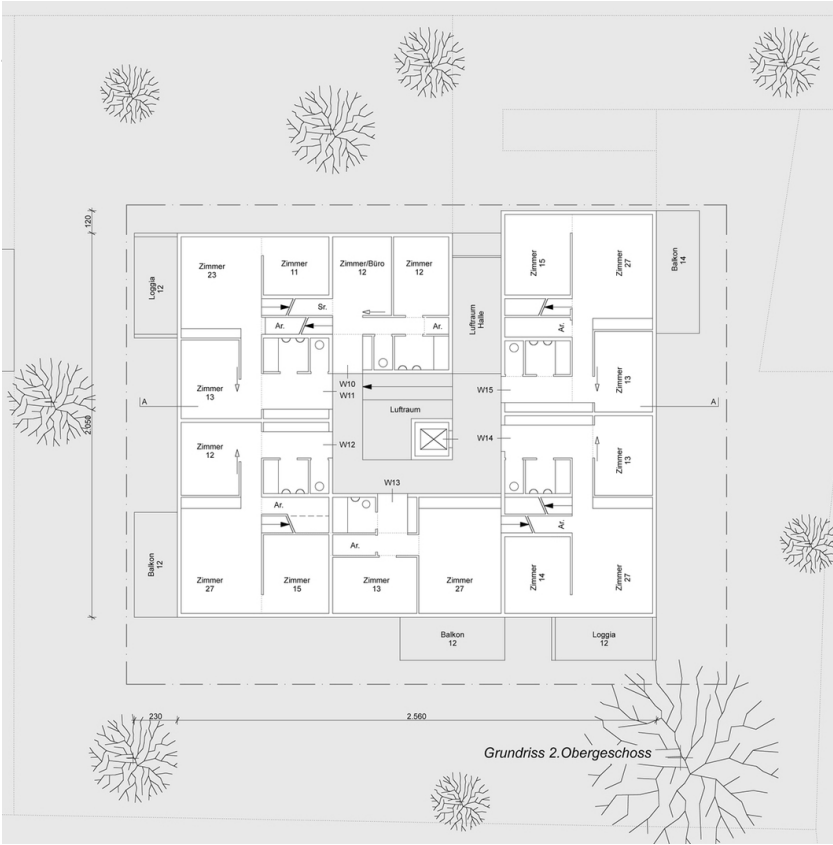 120
2.050
Loggia
12
Zimmer
23
Zimmer
11
Zimmer/Büro
12
Zimmer
12
Zimmer
15
Zimmer
27
Balkon
14
Sr.
Ar.
Ar.
Luftraum
Halle
Ar.
Zimmer
13
W10
W11
W15
Zimmer
13
A
A
Luftraum
Zimmer
12
W12
W14
Zimmer
13
W13
Ar.
Ar.
Ar.
Balkon
12
Zimmer
27
Zimmer
15
Zimmer
13
Zimmer
27
Zimmer
14
Zimmer
27
Balkon
12
Loggia
12
230
2.560
Grundriss 2.Obergeschoss